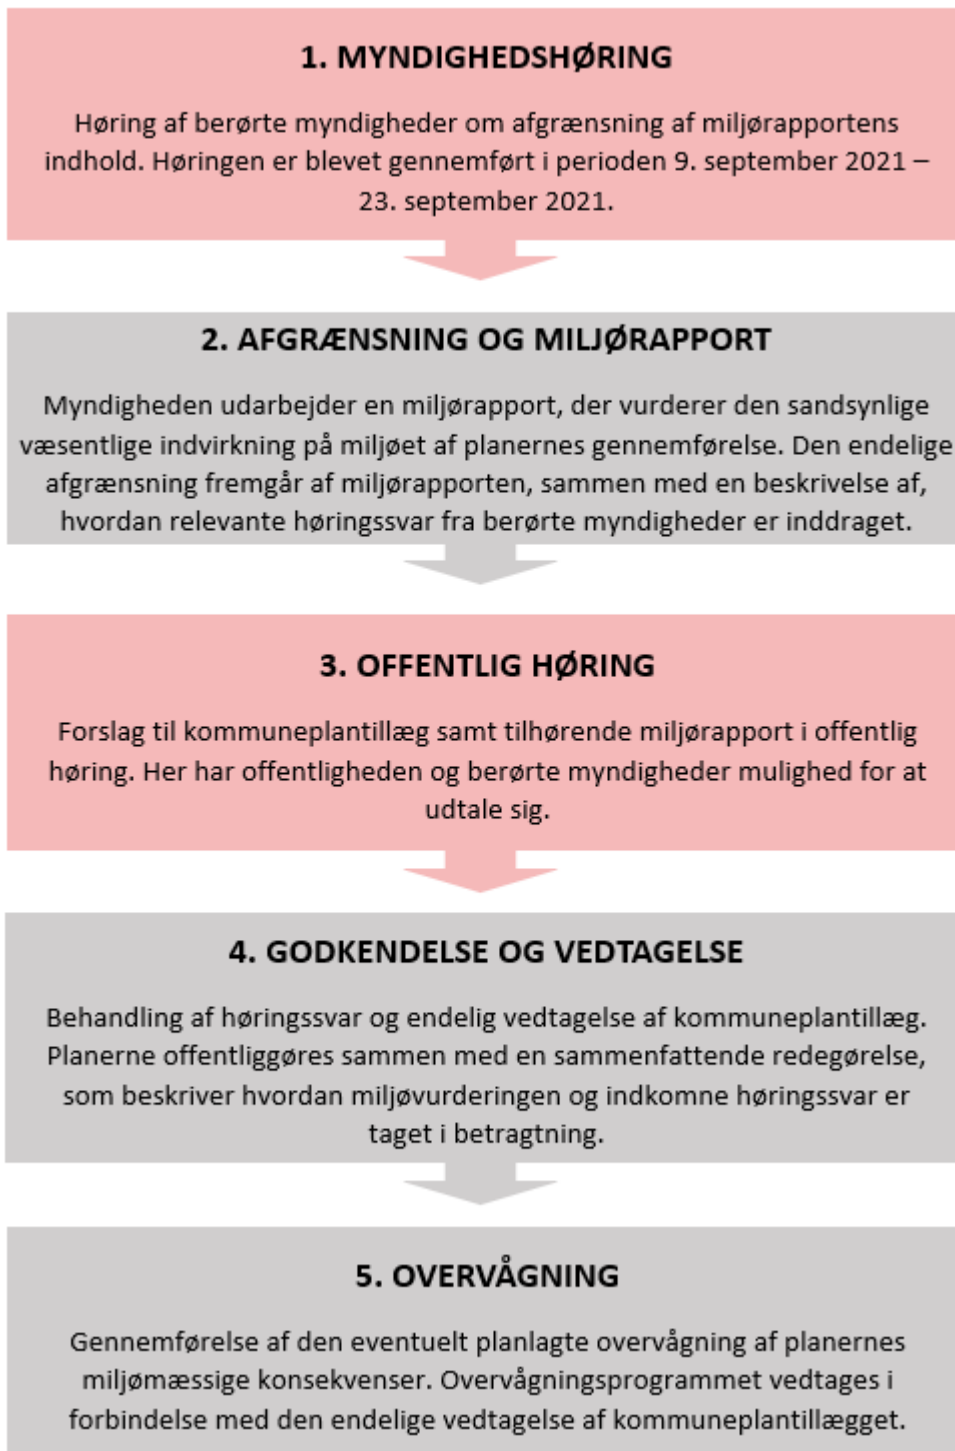 1. MYNDIGHEDSHØRING
Høring af berørte myndigheder om afgrænsning af miljørapportens
indhold. Høringen er blevet gennemført i perioden 9. september 2021 –
23. september 2021.
2. AFGRÆNSNING OG MILJØRAPPORT
Myndigheden udarbejder en miljørapport, der vurderer den sandsynlige
væsentlige indvirkning på miljøet af planernes gennemførelse. Den endelige
afgrænsning fremgår af miljørapporten, sammen med en beskrivelse af,
hvordan relevante høringssvar fra berørte myndigheder er inddraget.
3. OFFENTLIG HØRING
Forslag til kommuneplantillæg samt tilhørende miljørapport i offentlig
høring. Her har offentligheden og berørte myndigheder mulighed for at
udtale sig.
4. GODKENDELSE OG VEDTAGELSE
Behandling af høringssvar og endelig vedtagelse af kommuneplantillæg.
Planerne offentliggøres sammen med en sammenfattende redegørelse,
som beskriver hvordan miljøvurderingen og indkomne høringssvar er
taget i betragtning.
5. OVERVÅGNING
Gennemførelse af den eventuelt planlagte overvågning af planernes
miljømæssige konsekvenser. Overvågningsprogrammet vedtages i
forbindelse med den endelige vedtagelse af kommuneplantillægget.